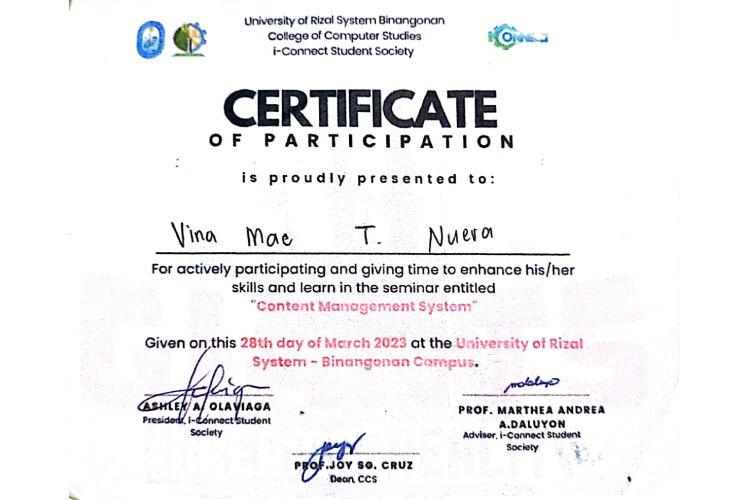 University of Rizal System Binangonan
College of Computer Studies
i-Connect Student Society
CERTIFICATE
OF PARTICIPATION
is proudly presented to:
Vina Mae T. Nuera
For actively participating and giving time to enhance his/her
skills and learn in the seminar entitled
"Content Management System"
Given on this 28th day of March 2023 at the University of Rizal
System - Binangonan Campus.
ASHLEY A. OLAVIAGA
President, i-Connect Student
Society
PROF. MARTHEA ANDREA
A.DALUYON
Adviser, i-Connect Student
Society
PROF.JOY SG. CRUZ
Dean, CCS